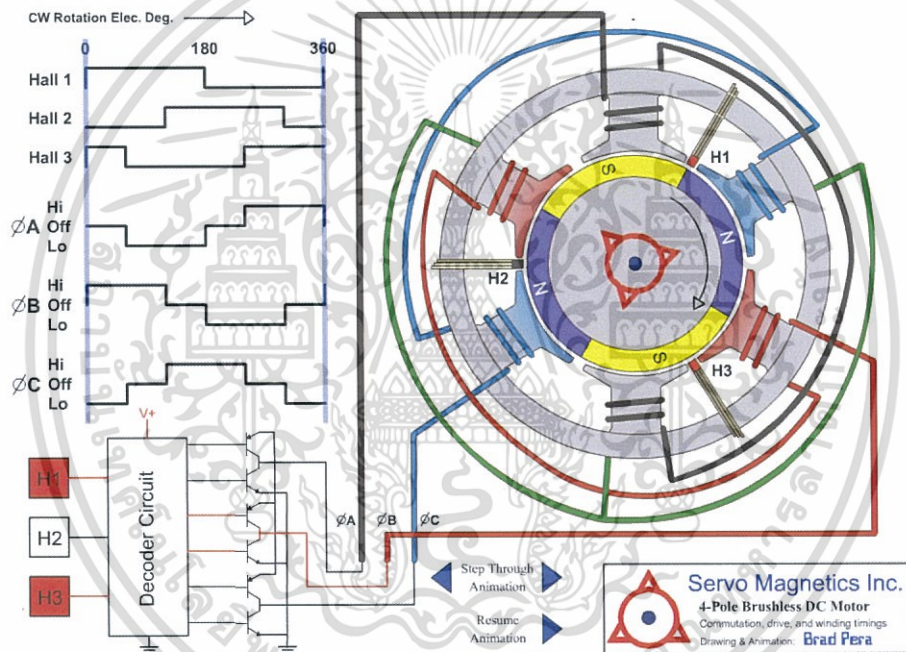 CW Rotation Elec. Deg.
0 180 360
Hall 1
Hall 2
Hall 3
ØA Hi Off Lo
ØB Hi Off Lo
ØC Hi Off Lo
S
N
N
S
H1
H2
H3
V+
H1
H2
H3
Decoder Circuit
ØA ØB ØC
Step Through
Animation
Resume
Animation
Servo Magnetics Inc.
4-Pole Brushless DC Motor
Commutation, drive, and winding timings
Drawing & Animation: Brad Pera